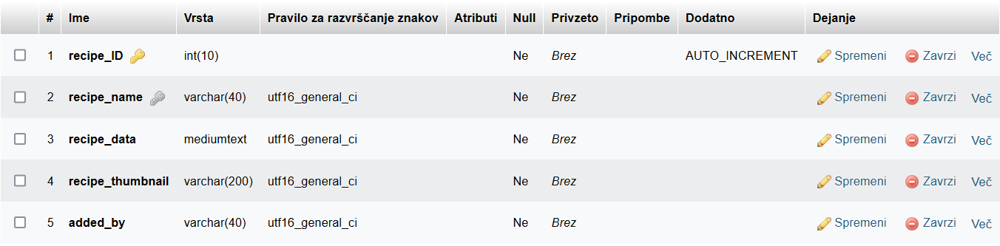 # Ime Vrsta Pravilo za razvrščanje znakov Atributi Null Privzeto Pripombe Dodatno Dejanje
1 recipe_ID int(10) Ne Brez AUTO_INCREMENT Spremeni Zavrzi Več
2 recipe_name varchar(40) utf16_general_ci Ne Brez Spremeni Zavrzi Več
3 recipe_data mediumtext utf16_general_ci Ne Brez Spremeni Zavrzi Več
4 recipe_thumbnail varchar(200) utf16_general_ci Ne Brez Spremeni Zavrzi Več
5 added_by varchar(40) utf16_general_ci Ne Brez Spremeni Zavrzi Več